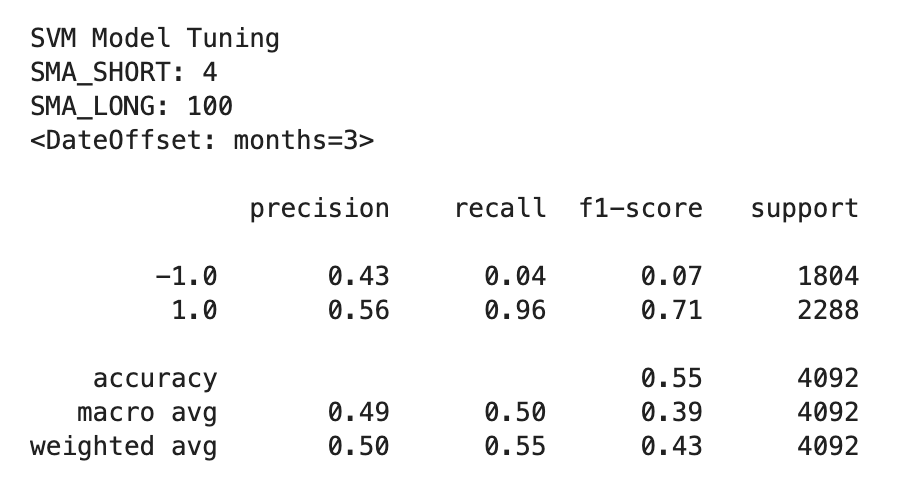 SVM Model Tuning
SMA_SHORT: 4
SMA_LONG: 100
<DateOffset: months=3>
precision recall f1-score support
-1.0 0.43 0.04 0.07 1804
1.0 0.56 0.96 0.71 2288
accuracy 0.55 4092
macro avg 0.49 0.50 0.39 4092
weighted avg 0.50 0.55 0.43 4092